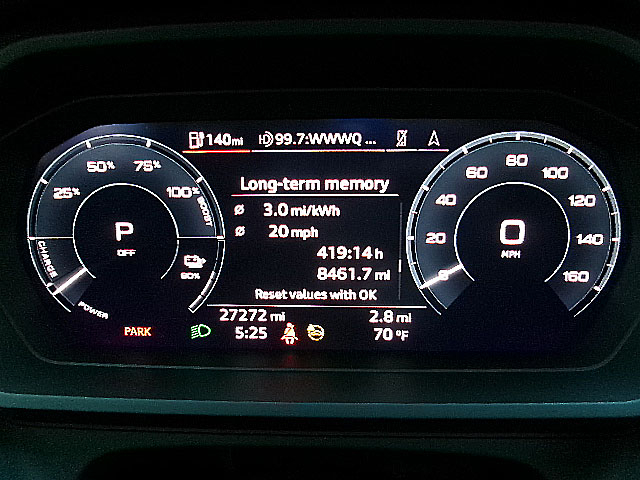 140mi 99.7:WWWQ ...
50% 75%
25% 100%
BOOST
P
OFF
CHARGE
POWER
Long-term memory
3.0 mi/kWh
20 mph
419:14 h
8461.7 mi
Reset values with OK
27272 mi 2.8 mi
PARK 5:25 70 °F
60 80 100
40 120
20 140
0 160
0
MPH